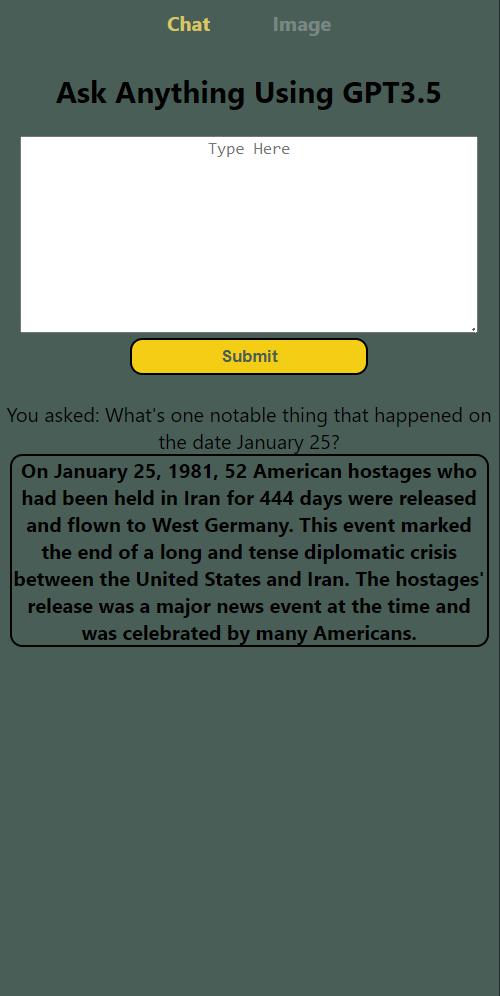 Chat Image
Ask Anything Using GPT3.5
Type Here
Submit
You asked: What's one notable thing that happened on
the date January 25?
On January 25, 1981, 52 American hostages who
had been held in Iran for 444 days were released
and flown to West Germany. This event marked
the end of a long and tense diplomatic crisis
between the United States and Iran. The hostages'
release was a major news event at the time and
was celebrated by many Americans.